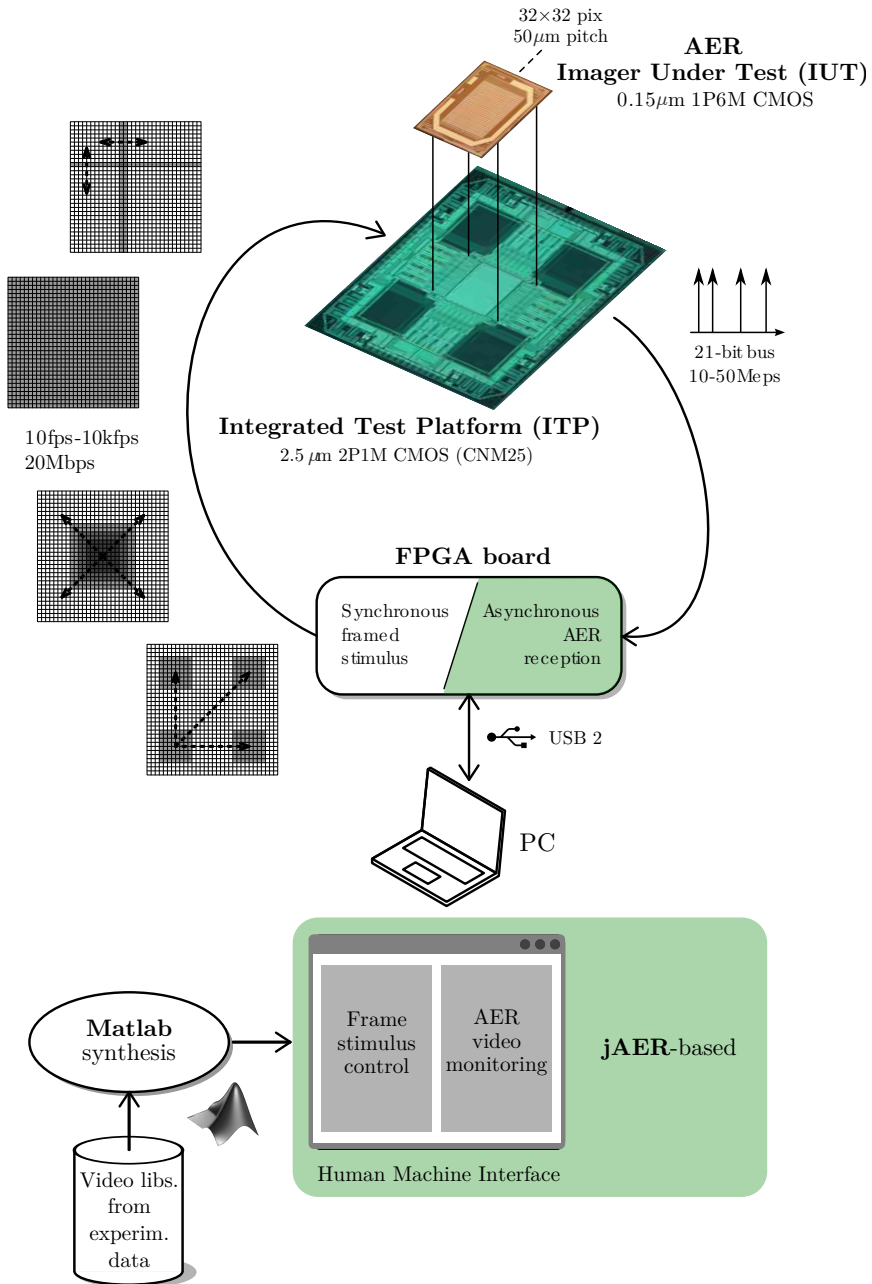 32×32 pix
50μm pitch
AER
Imager Under Test (IUT)
0.15μm 1P6M CMOS
21-bit bus
10-50Meps
Integrated Test Platform (ITP)
2.5 μm 2P1M CMOS (CNM25)
10fps-10kfps
20Mbps
FPGA board
Synchronous
framed
stimulus
Asynchronous
AER
reception
USB 2
PC
Matlab
synthesis
Frame
stimulus
control
AER
video
monitoring
jAER-based
Human Machine Interface
Video libs.
from
experim.
data